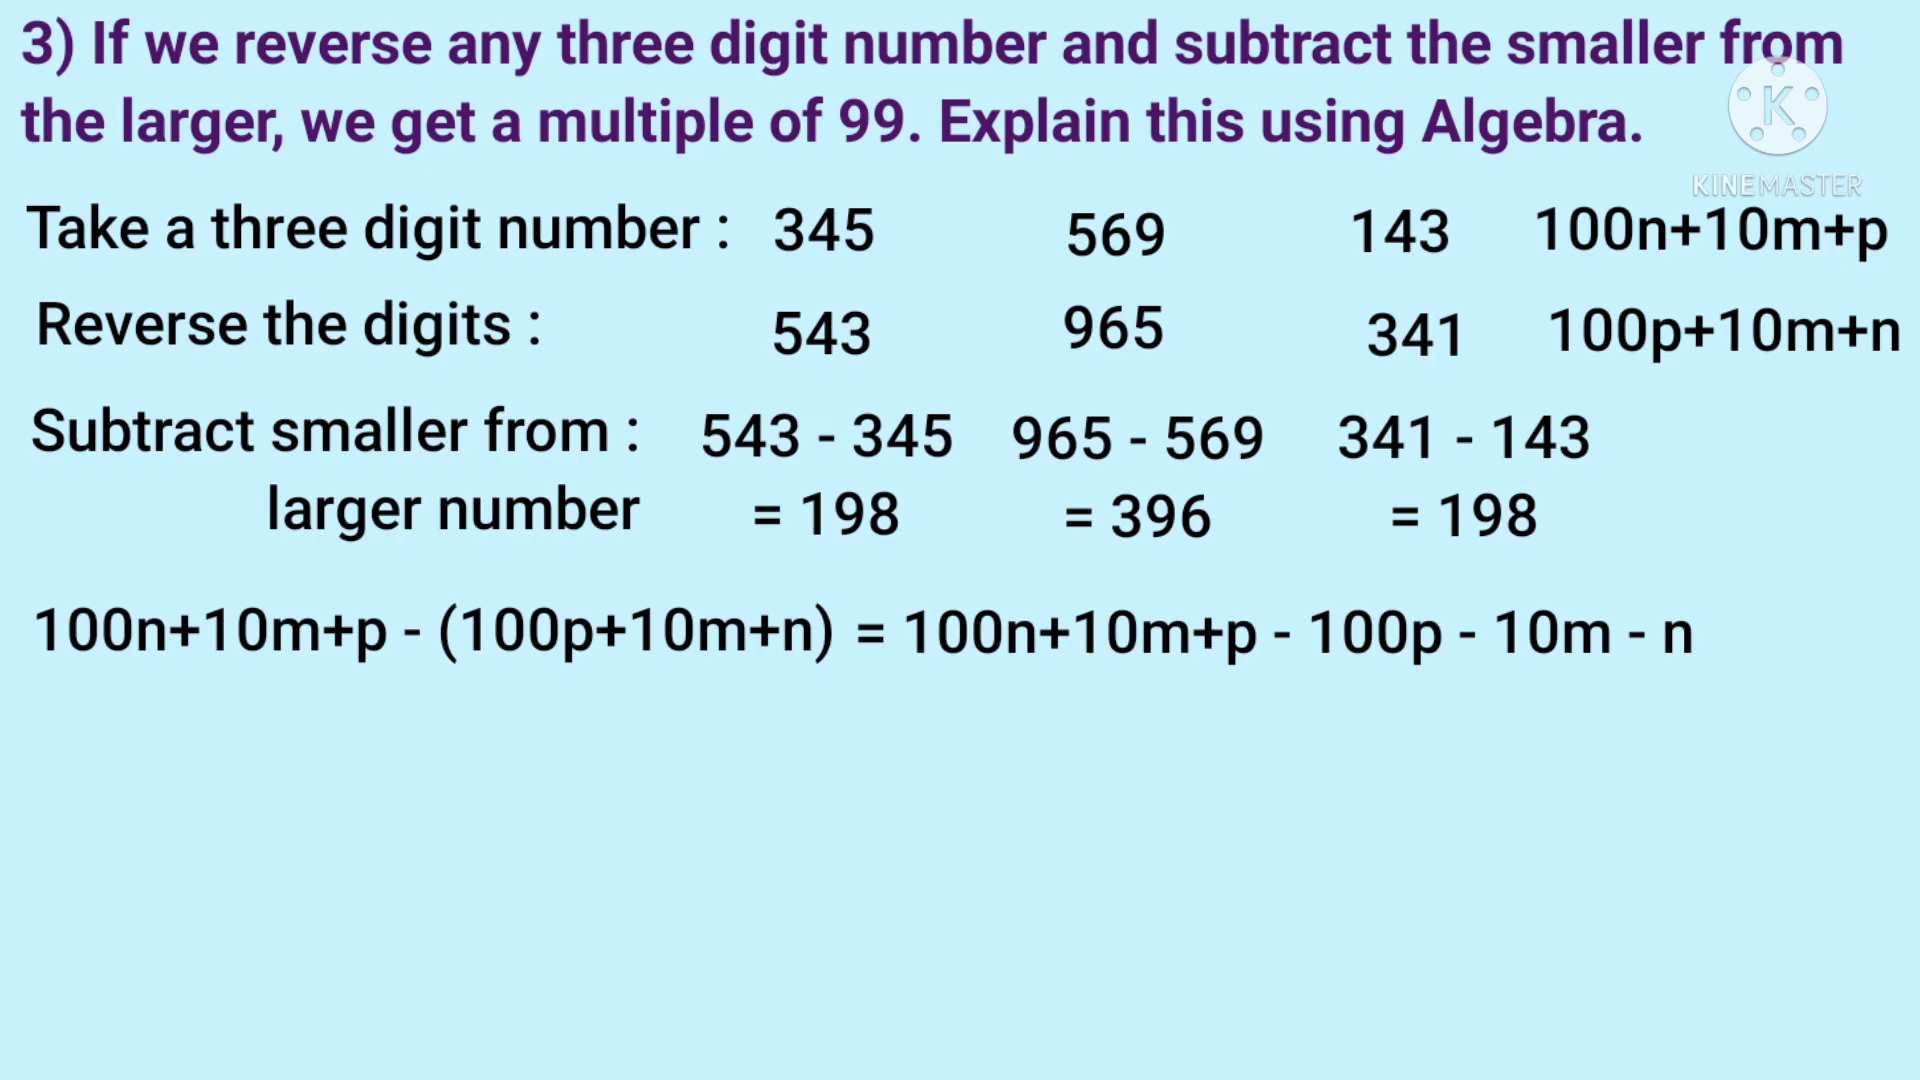 3) If we reverse any three digit number and subtract the smaller from
the larger, we get a multiple of 99. Explain this using Algebra.
KINEMASTER
Take a three digit number : 345 569 143 100n+10m+p
Reverse the digits : 543 965 341 100p+10m+n
Subtract smaller from : 543 - 345 965 - 569 341 - 143
larger number = 198 = 396 = 198
100n+10m+p - (100p+10m+n) = 100n+10m+p - 100p - 10m - n